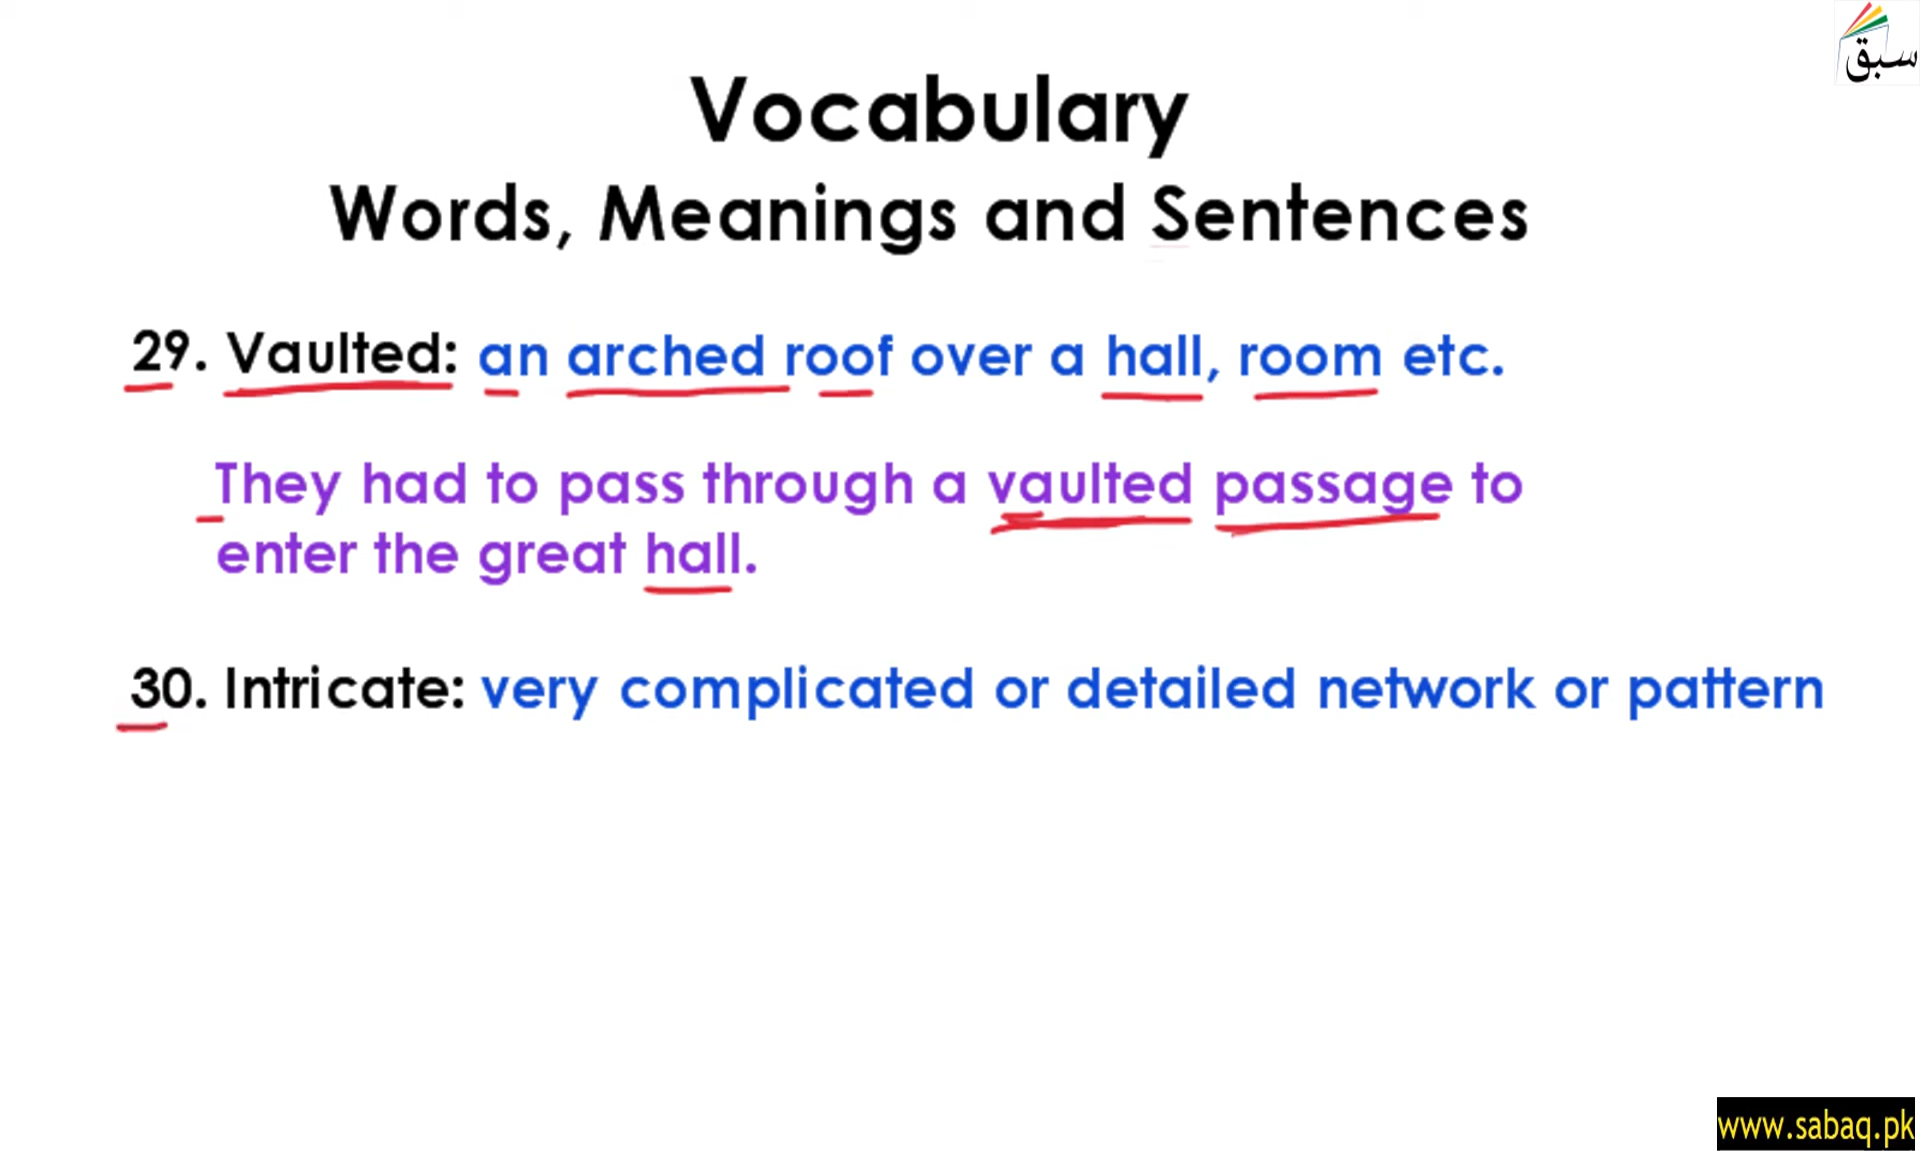 سبق
Vocabulary
Words, Meanings and Sentences
29. Vaulted: an arched roof over a hall, room etc.
They had to pass through a vaulted passage to
enter the great hall.
30. Intricate: very complicated or detailed network or pattern
www.sabaq.pk